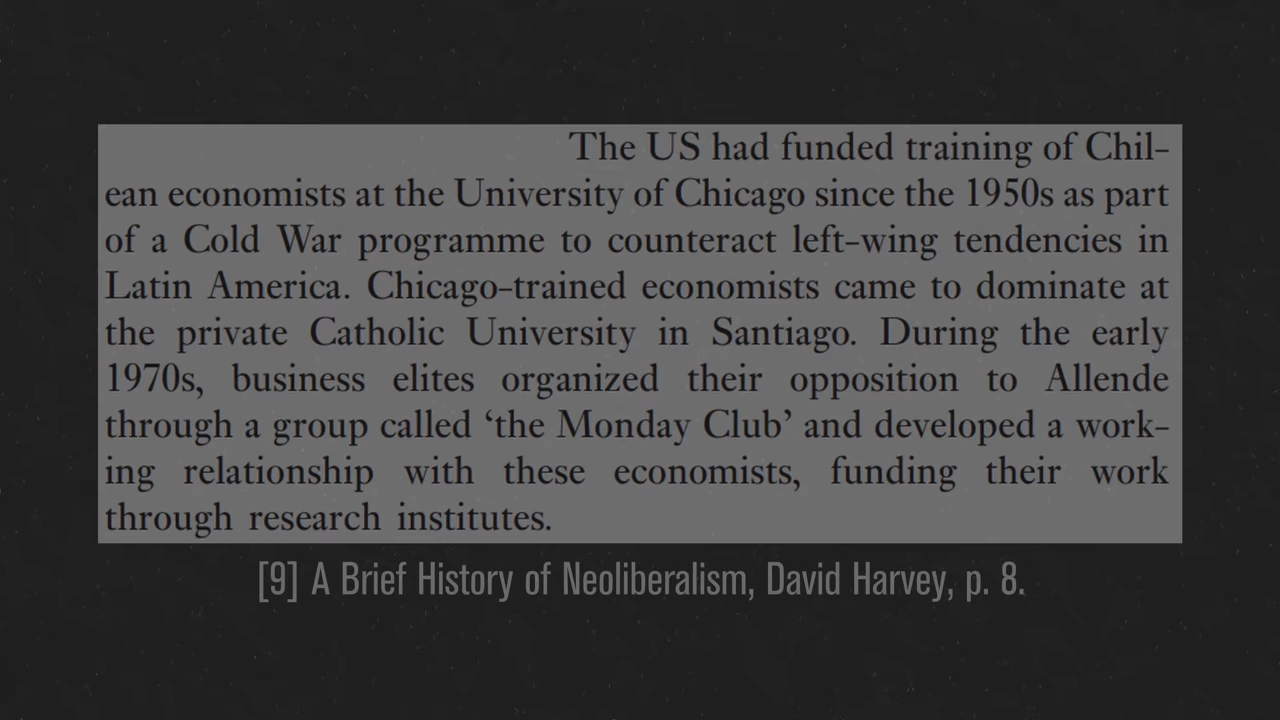 The US had funded training of Chil-
ean economists at the University of Chicago since the 1950s as part
of a Cold War programme to counteract left-wing tendencies in
Latin America. Chicago-trained economists came to dominate at
the private Catholic University in Santiago. During the early
1970s, business elites organized their opposition to Allende
through a group called ‘the Monday Club’ and developed a work-
ing relationship with these economists, funding their work
through research institutes.
[9] A Brief History of Neoliberalism, David Harvey, p. 8.